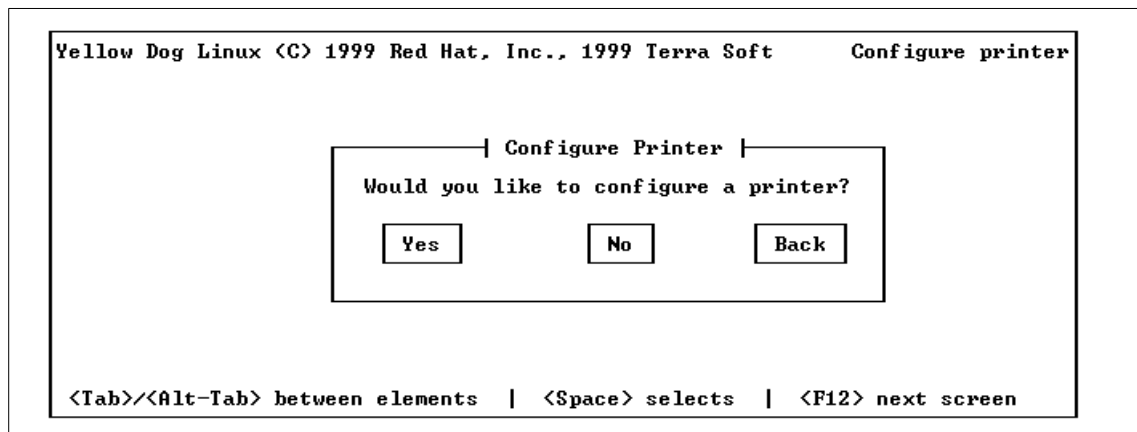 Yellow Dog Linux (C) 1999 Red Hat, Inc., 1999 Terra Soft Configure printer
Configure Printer
Would you like to configure a printer?
Yes No Back
<Tab>/<Alt-Tab> between elements | <Space> selects | <F12> next screen